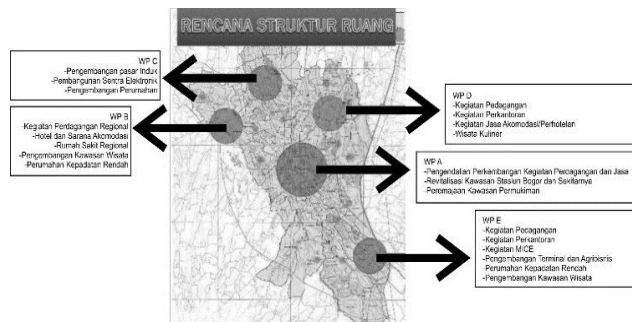 RENCANA STRUKTUR RUANG
WP C
-Pengembangan pasar Induk
-Pembangunan Sentra Elektronik
-Pengembangan Perumahan
WP B
-Kegiatan Perdagangan Regional
-Hotel dan Sarana Akomodasi
-Rumah Sakit Regional
-Pengembangan Kawasan Wisata
-Perumahan Kepadatan Rendah
WP D
-Kegiatan Pedagangan
-Kegiatan Perkantoran
-Kegiatan Jasa Akomodasi/Perhotelan
-Wisata Kuliner
WP A
-Pengendalian Perkembangan Kegiatan Perdagangan dan Jasa
-Revitalisasi Kawasan Stasiun Bogor dan Sekitarnya
-Peremajaan Kawasan Permukiman
WP E
-Kegiatan Pedagangan
-Kegiatan Perkantoran
-Kegiatan MICE
-Pengembangan Terminal dan Agribisnis
-Perumahan Kepadatan Rendah
-Pengembangan Kawasan Wisata